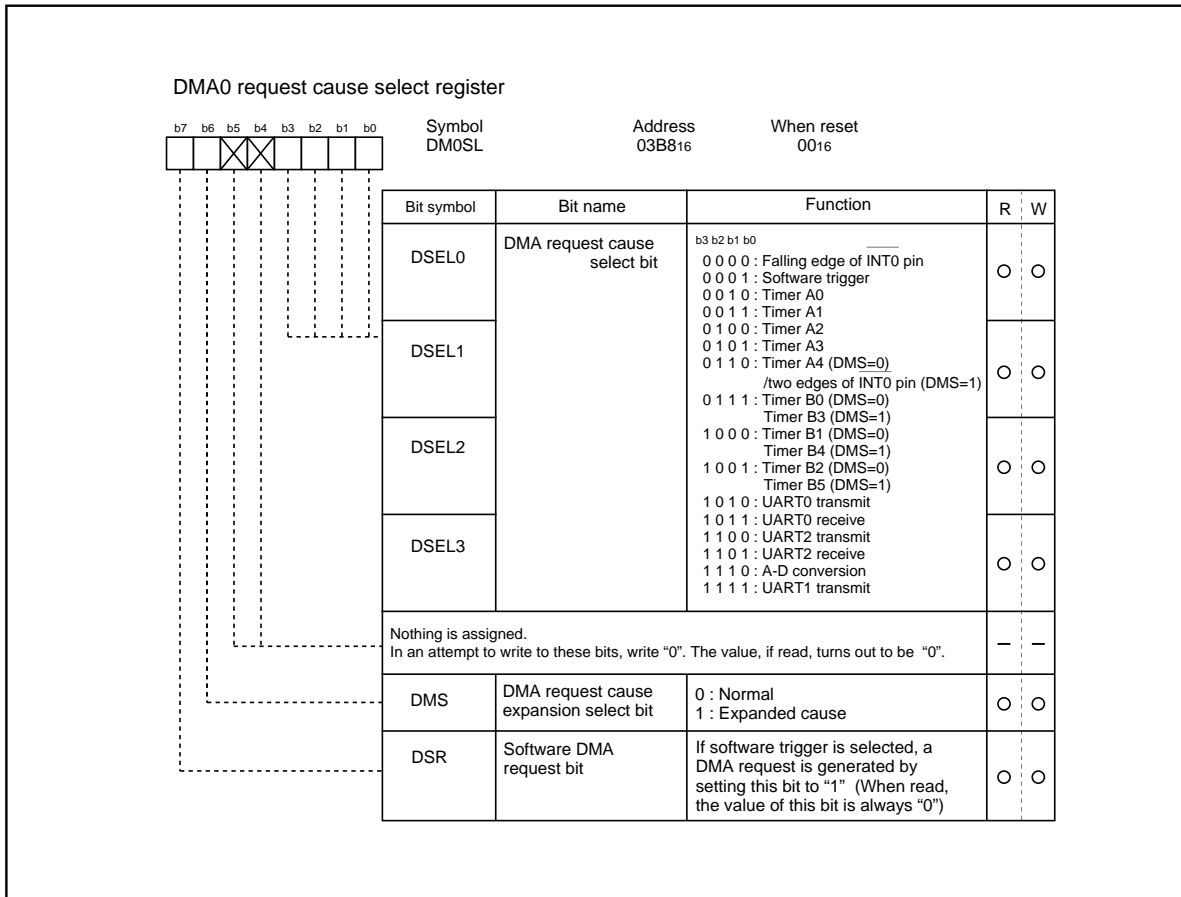 DMA0 request cause select register
b7 b6 b5 b4 b3 b2 b1 b0
Symbol Address When reset
DM0SL 03B816 0016
Bit symbol Bit name Function R W
DSEL0
DMA request cause
select bit
b3 b2 b1 b0
0 0 0 0 : Falling edge of INT0 pin
0 0 0 1 : Software trigger
0 0 1 0 : Timer A0
0 0 1 1 : Timer A1
0 1 0 0 : Timer A2
0 1 0 1 : Timer A3
0 1 1 0 : Timer A4 (DMS=0)
/two edges of INT0 pin (DMS=1)
0 1 1 1 : Timer B0 (DMS=0)
Timer B3 (DMS=1)
1 0 0 0 : Timer B1 (DMS=0)
Timer B4 (DMS=1)
1 0 0 1 : Timer B2 (DMS=0)
Timer B5 (DMS=1)
1 0 1 0 : UART0 transmit
1 0 1 1 : UART0 receive
1 1 0 0 : UART2 transmit
1 1 0 1 : UART2 receive
1 1 1 0 : A-D conversion
1 1 1 1 : UART1 transmit
DSEL1
DSEL2
DSEL3
Nothing is assigned.
In an attempt to write to these bits, write “0”. The value, if read, turns out to be “0”.
DMS
DMA request cause
expansion select bit
0 : Normal
1 : Expanded cause
DSR
Software DMA
request bit
If software trigger is selected, a
DMA request is generated by
setting this bit to “1” (When read,
the value of this bit is always “0”)